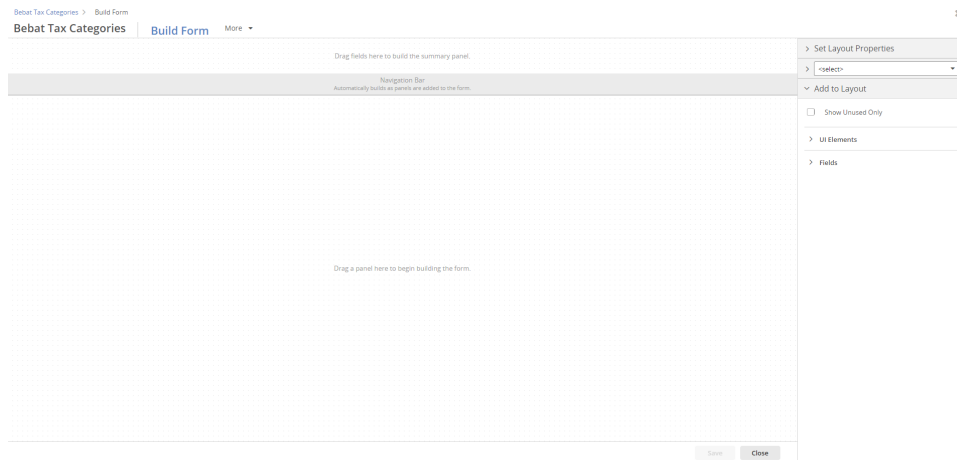 Bebat Tax Categories > Build Form
Bebat Tax Categories Build Form More
Drag fields here to build the summary panel.
Navigation Bar
Automatically builds as panels are added to the form.
Drag a panel here to begin building the form.
Save Close
Set Layout Properties
<select>
Add to Layout
Show Unused Only
UI Elements
Fields